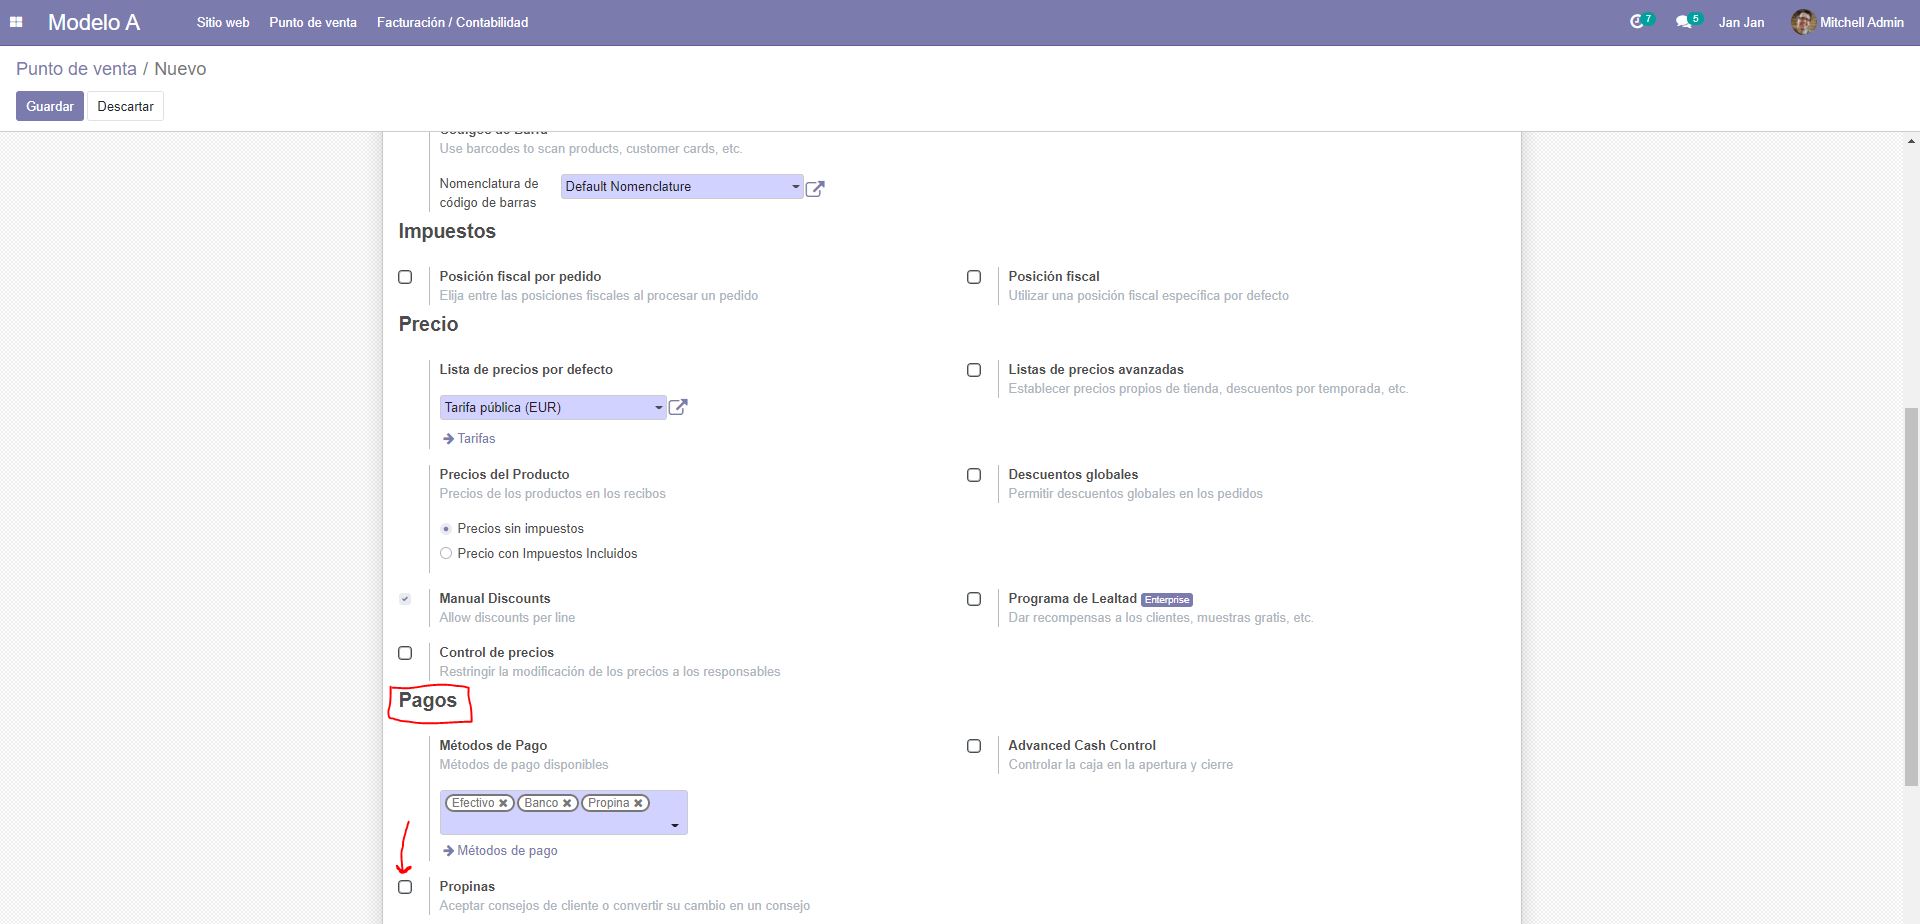 Modelo A Sitio web Punto de venta Facturación / Contabilidad 7 5 Jan Jan Mitchell Admin
Punto de venta / Nuevo
Guardar Descartar
Códigos de Barra
Use barcodes to scan products, customer cards, etc.
Nomenclatura de
código de barras
Default Nomenclature
Impuestos
Posición fiscal por pedido
Elija entre las posiciones fiscales al procesar un pedido
Posición fiscal
Utilizar una posición fiscal específica por defecto
Precio
Lista de precios por defecto
Tarifa pública (EUR)
Tarifas
Listas de precios avanzadas
Establecer precios propios de tienda, descuentos por temporada, etc.
Precios del Producto
Precios de los productos en los recibos
Precios sin impuestos
Precio con Impuestos Incluidos
Descuentos globales
Permitir descuentos globales en los pedidos
Manual Discounts
Allow discounts per line
Programa de Lealtad Enterprise
Dar recompensas a los clientes, muestras gratis, etc.
Control de precios
Restringir la modificación de los precios a los responsables
Pagos
Métodos de Pago
Métodos de pago disponibles
Efectivo Banco Propina
Métodos de pago
Advanced Cash Control
Controlar la caja en la apertura y cierre
Propinas
Aceptar consejos de cliente o convertir su cambio en un consejo